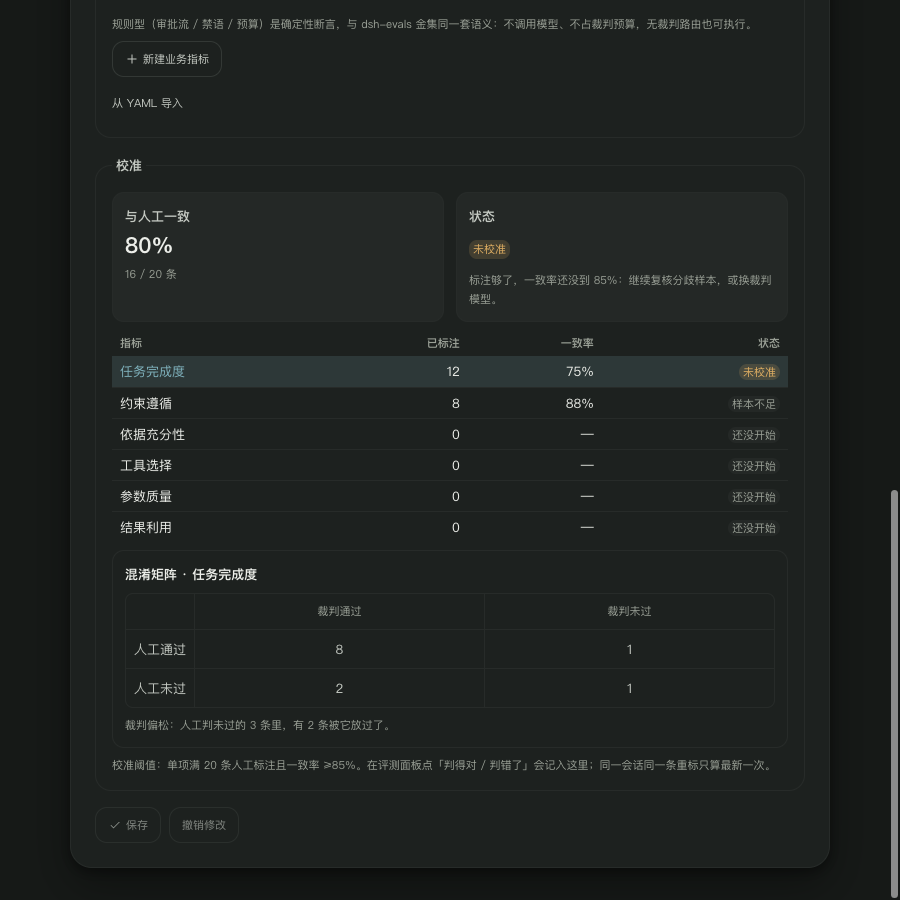 规则型（审批流 / 禁语 / 预算）是确定性断言，与 dsh-evals 金集同一套语义：不调用模型、不占裁判预算，无裁判路由也可执行。
+ 新建业务指标
从 YAML 导入
校准
与人工一致
80%
16 / 20 条
状态
未校准
标注够了，一致率还没到 85%：继续复核分歧样本，或换裁判
模型。
指标 已标注 一致率 状态
任务完成度 12 75% 未校准
约束遵循 8 88% 样本不足
依据充分性 0 — 还没开始
工具选择 0 — 还没开始
参数质量 0 — 还没开始
结果利用 0 — 还没开始
混淆矩阵 · 任务完成度
裁判通过 裁判未过
人工通过 8 1
人工未过 2 1
裁判偏松：人工判未过的 3 条里，有 2 条被它放过了。
校准阈值：单项满 20 条人工标注且一致率 ≥85%。在评测面板点「判得对 / 判错了」会记入这里；同一会话同一条重标只算最新一次。
保存 撤销修改